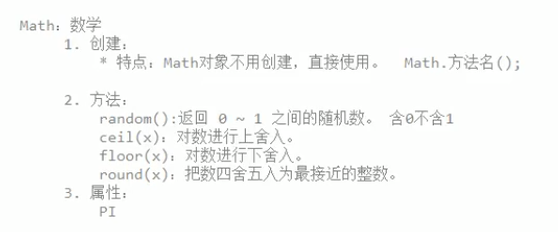 Math：数学
1. 创建：
* 特点：Math对象不用创建，直接使用。  Math.方法名();
2. 方法：
random():返回 0 ~ 1 之间的随机数。 含0不含1
ceil(x)：对数进行上舍入。
floor(x)：对数进行下舍入。
round(x)：把数四舍五入为最接近的整数。
3. 属性：
PI